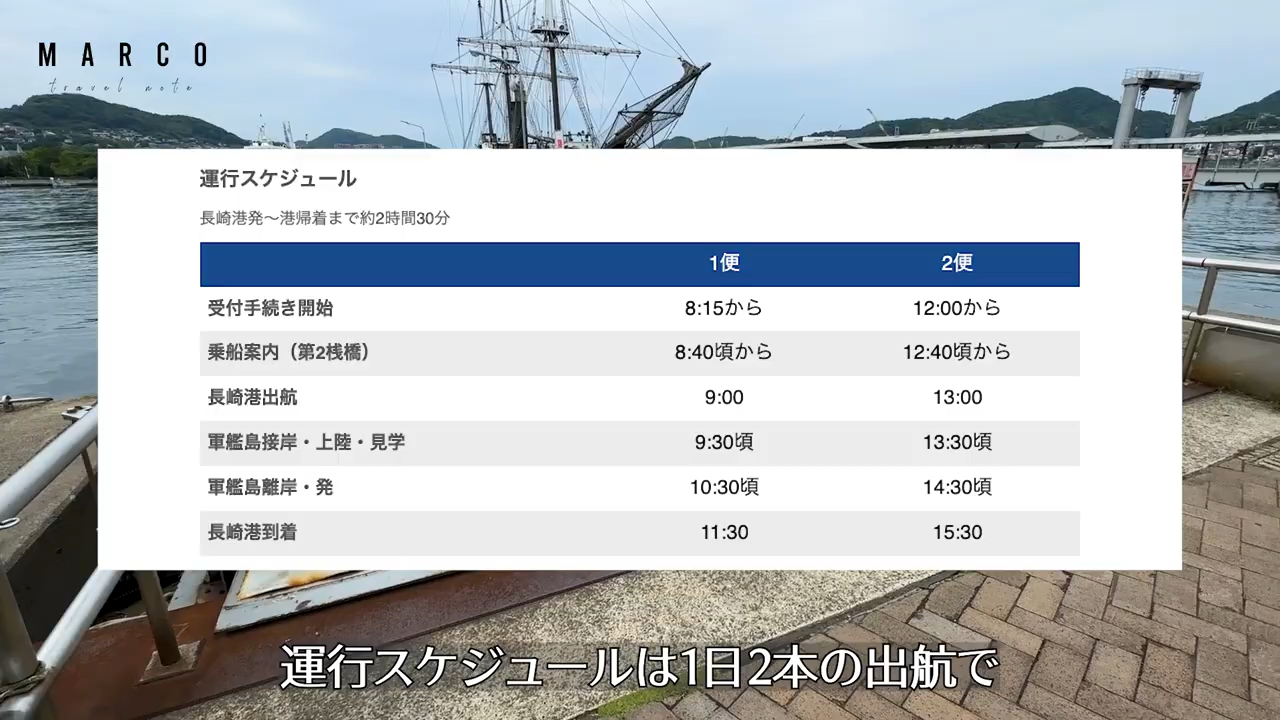 MARCO
travel note
運行スケジュール
長崎港発〜港帰着まで約2時間30分
1便 2便
受付手続き開始 8:15から 12:00から
乗船案内（第2桟橋） 8:40頃から 12:40頃から
長崎港出航 9:00 13:00
軍艦島接岸・上陸・見学 9:30頃 13:30頃
軍艦島離岸・発 10:30頃 14:30頃
長崎港到着 11:30 15:30
運行スケジュールは1日2本の出航で